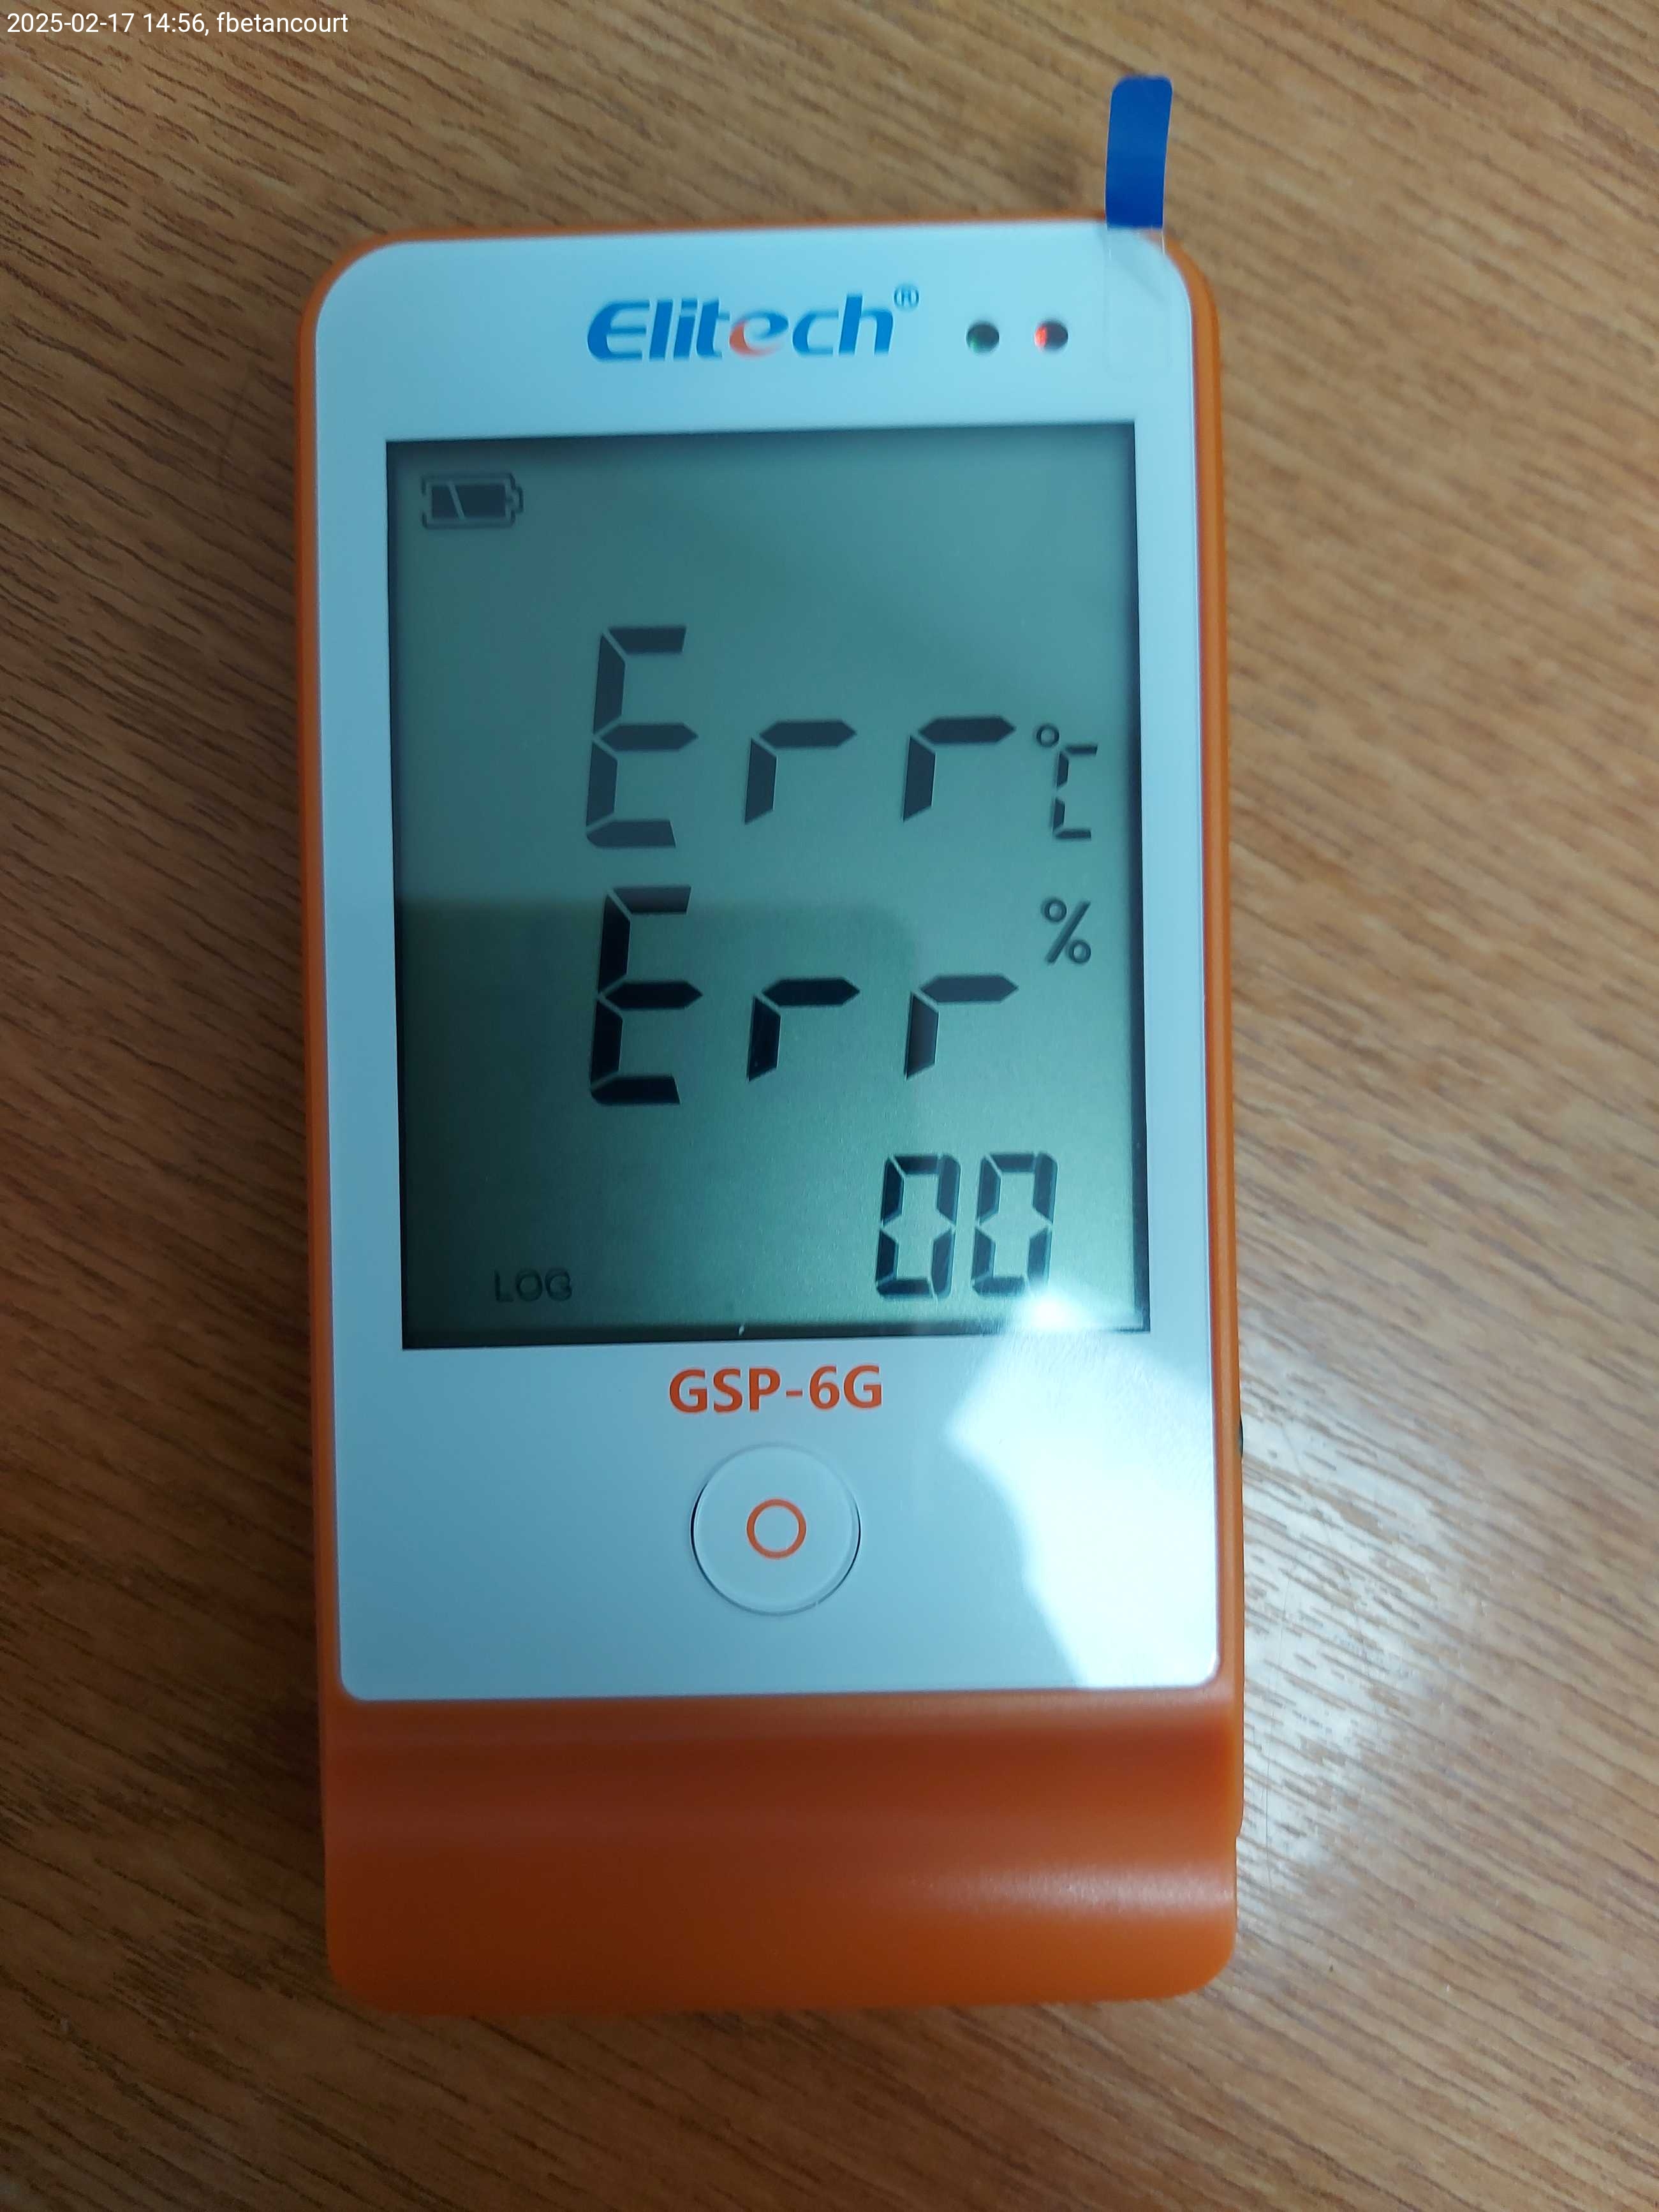 2025-02-17 14:56, fbetancourt
Elitech®
Err°C
%
Err
00
LOG
GSP-6G